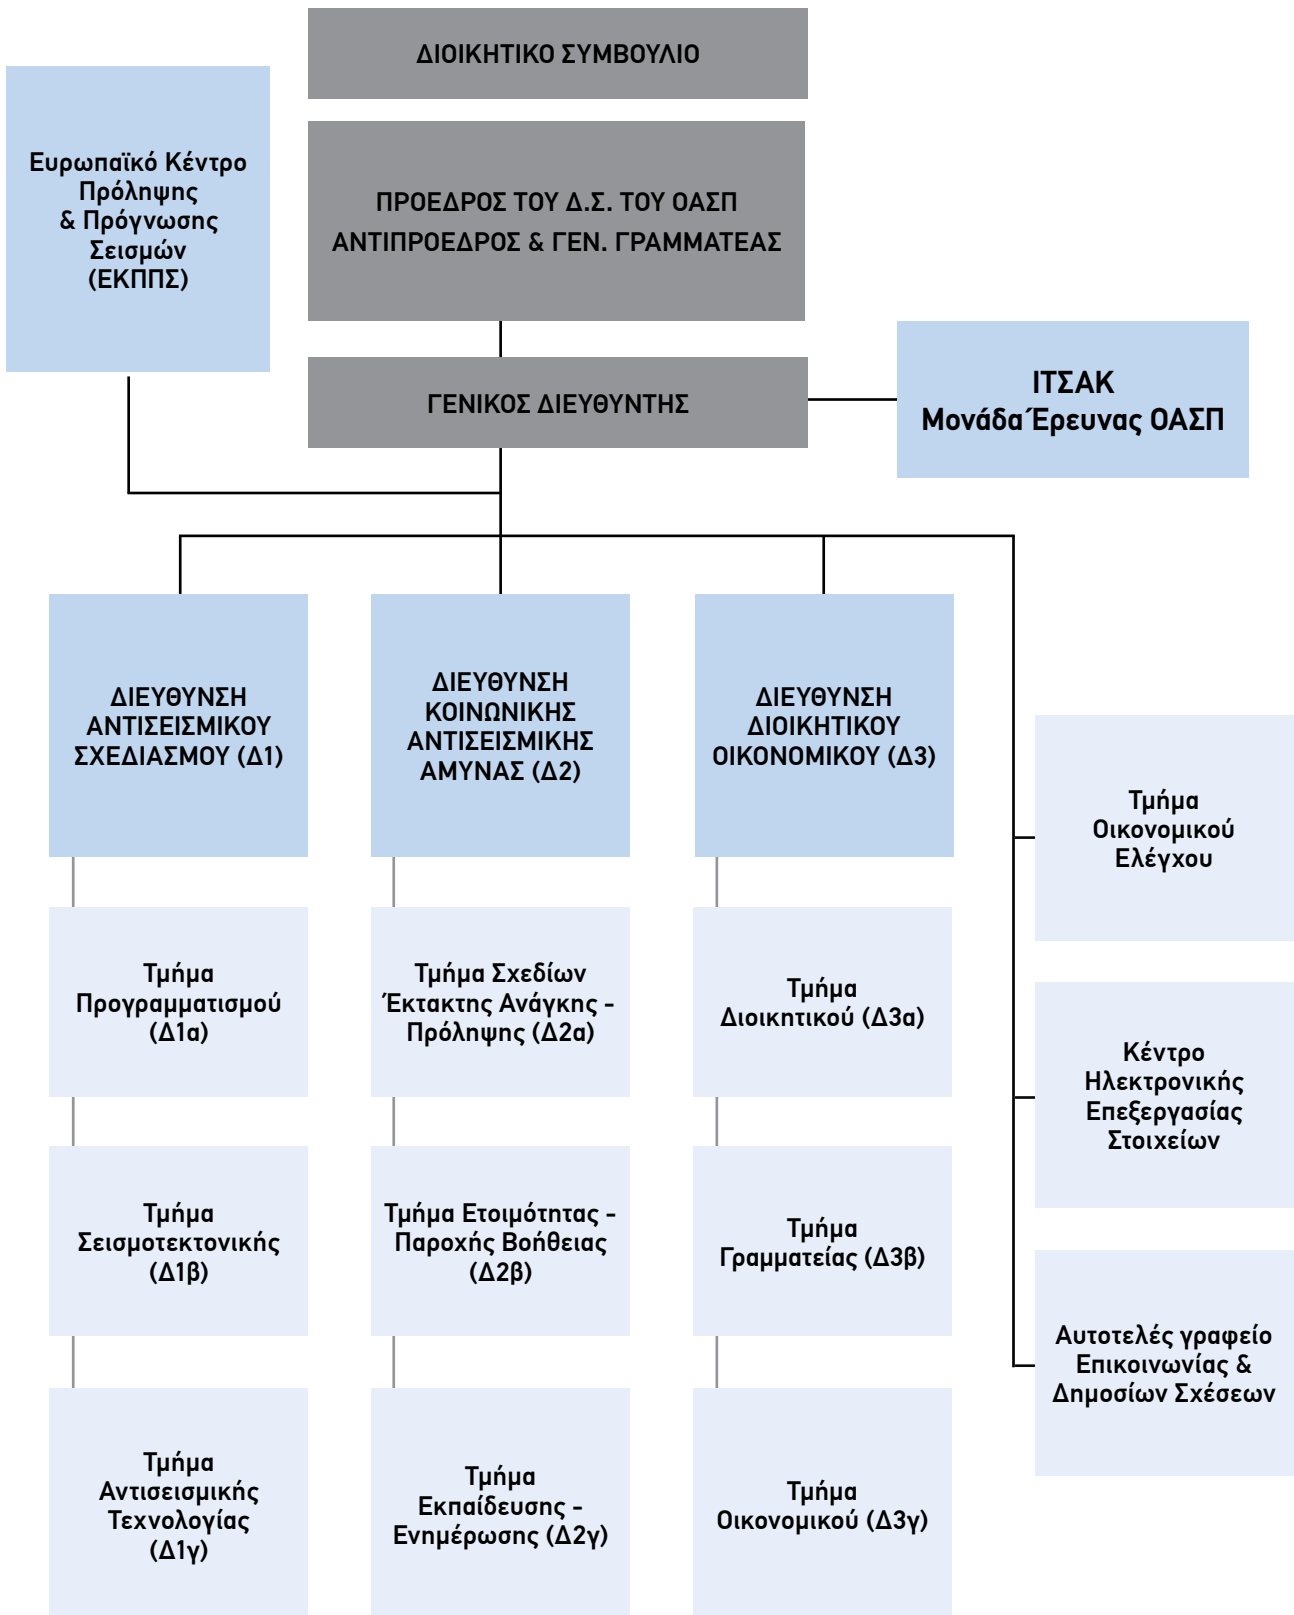 ΔΙΟΙΚΗΤΙΚΟ ΣΥΜΒΟΥΛΙΟ
Ευρωπαϊκό Κέντρο
Πρόληψης
& Πρόγνωσης
Σεισμών
(ΕΚΠΠΣ)
ΠΡΟΕΔΡΟΣ ΤΟΥ Δ.Σ. ΤΟΥ ΟΑΣΠ
ΑΝΤΙΠΡΟΕΔΡΟΣ & ΓΕΝ. ΓΡΑΜΜΑΤΕΑΣ
ΓΕΝΙΚΟΣ ΔΙΕΥΘΥΝΤΗΣ
ΙΤΣΑΚ
Μονάδα Έρευνας ΟΑΣΠ
ΔΙΕΥΘΥΝΣΗ
ΑΝΤΙΣΕΙΣΜΙΚΟΥ
ΣΧΕΔΙΑΣΜΟΥ (Δ1)
ΔΙΕΥΘΥΝΣΗ
ΚΟΙΝΩΝΙΚΗΣ
ΑΝΤΙΣΕΙΣΜΙΚΗΣ
ΑΜΥΝΑΣ (Δ2)
ΔΙΕΥΘΥΝΣΗ
ΔΙΟΙΚΗΤΙΚΟΥ
ΟΙΚΟΝΟΜΙΚΟΥ (Δ3)
Τμήμα
Οικονομικού
Ελέγχου
Τμήμα
Προγραμματισμού
(Δ1α)
Τμήμα Σχεδίων
Έκτακτης Ανάγκης -
Πρόληψης (Δ2α)
Τμήμα
Διοικητικού (Δ3α)
Κέντρο
Ηλεκτρονικής
Επεξεργασίας
Στοιχείων
Τμήμα
Σεισμοτεκτονικής
(Δ1β)
Τμήμα Ετοιμότητας -
Παροχής Βοήθειας
(Δ2β)
Τμήμα
Γραμματείας (Δ3β)
Αυτοτελές γραφείο
Επικοινωνίας &
Δημοσίων Σχέσεων
Τμήμα
Αντισεισμικής
Τεχνολογίας
(Δ1γ)
Τμήμα
Εκπαίδευσης -
Ενημέρωσης (Δ2γ)
Τμήμα
Οικονομικού (Δ3γ)